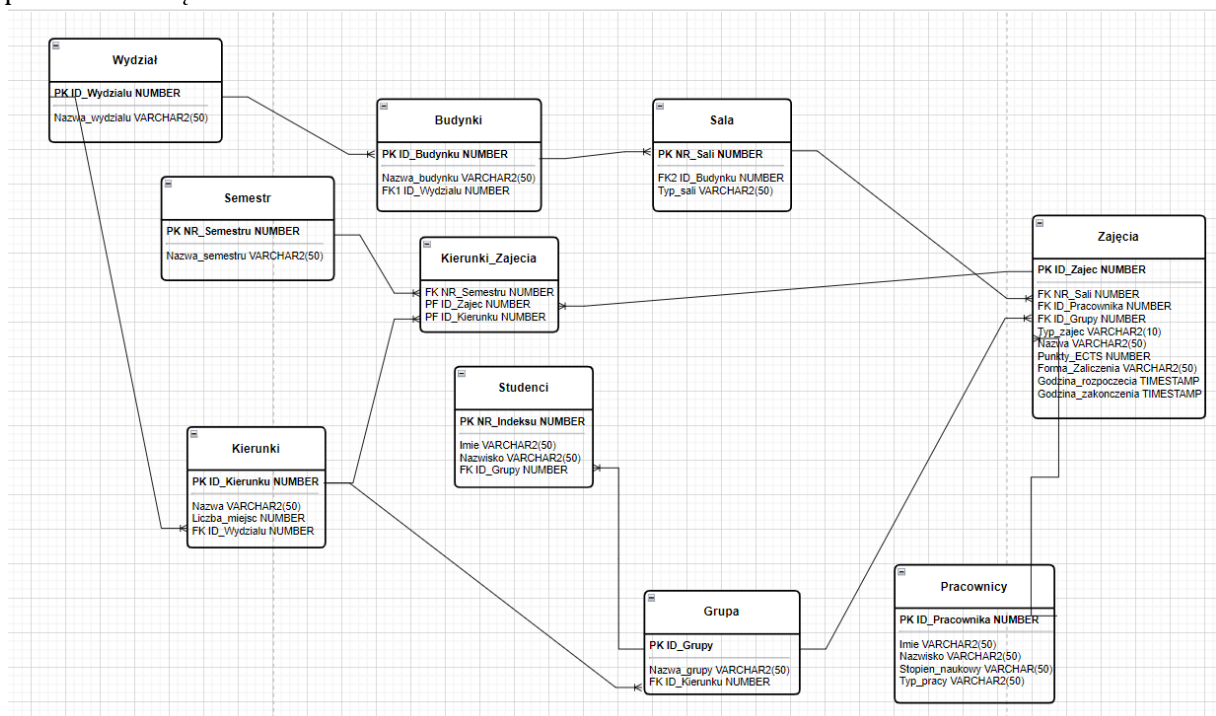 Wydział
PK ID_Wydzialu NUMBER
Nazwa_wydzialu VARCHAR2(50)
Budynki
PK ID_Budynku NUMBER
Nazwa_budynku VARCHAR2(50)
FK1 ID_Wydzialu NUMBER
Sala
PK NR_Sali NUMBER
FK2 ID_Budynku NUMBER
Typ_sali VARCHAR2(50)
Semestr
PK NR_Semestru NUMBER
Nazwa_semestru VARCHAR2(50)
Kierunki_Zajecia
FK NR_Semestru NUMBER
PF ID_Zajec NUMBER
PF ID_Kierunku NUMBER
Zajęcia
PK ID_Zajec NUMBER
FK NR_Sali NUMBER
FK ID_Pracownika NUMBER
FK ID_Grupy NUMBER
Typ_zajec VARCHAR2(10)
Nazwa VARCHAR2(50)
Punkty_ECTS NUMBER
Forma_Zaliczenia VARCHAR2(50)
Godzina_rozpoczecia TIMESTAMP
Godzina_zakonczenia TIMESTAMP
Studenci
PK NR_Indeksu NUMBER
Imie VARCHAR2(50)
Nazwisko VARCHAR2(50)
FK ID_Grupy NUMBER
Kierunki
PK ID_Kierunku NUMBER
Nazwa VARCHAR2(50)
Liczba_miejsc NUMBER
FK ID_Wydzialu NUMBER
Grupa
PK ID_Grupy
Nazwa_grupy VARCHAR2(50)
FK ID_Kierunku NUMBER
Pracownicy
PK ID_Pracownika NUMBER
Imie VARCHAR2(50)
Nazwisko VARCHAR2(50)
Stopien_naukowy VARCHAR(50)
Typ_pracy VARCHAR2(50)